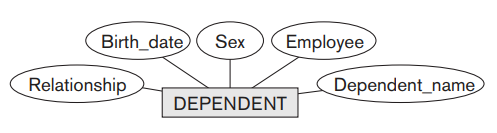 Birth_date Sex Employee
Relationship Dependent_name
DEPENDENT